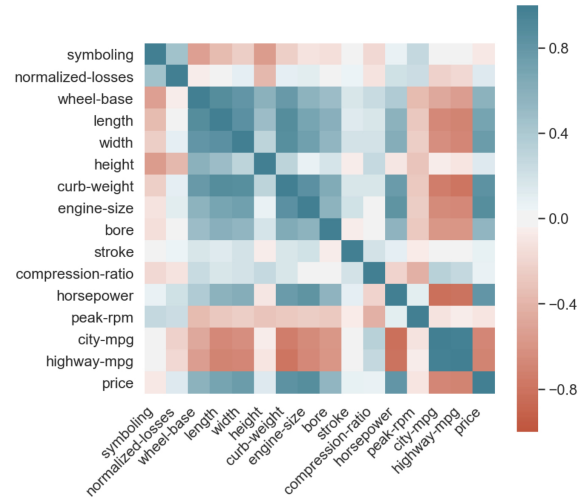 symboling
normalized-losses
wheel-base
length
width
height
curb-weight
engine-size
bore
stroke
compression-ratio
horsepower
peak-rpm
city-mpg
highway-mpg
price
symboling
normalized-losses
wheel-base
length
width
height
curb-weight
engine-size
bore
stroke
compression-ratio
horsepower
peak-rpm
city-mpg
highway-mpg
price
0.8
0.4
0.0
−0.4
−0.8